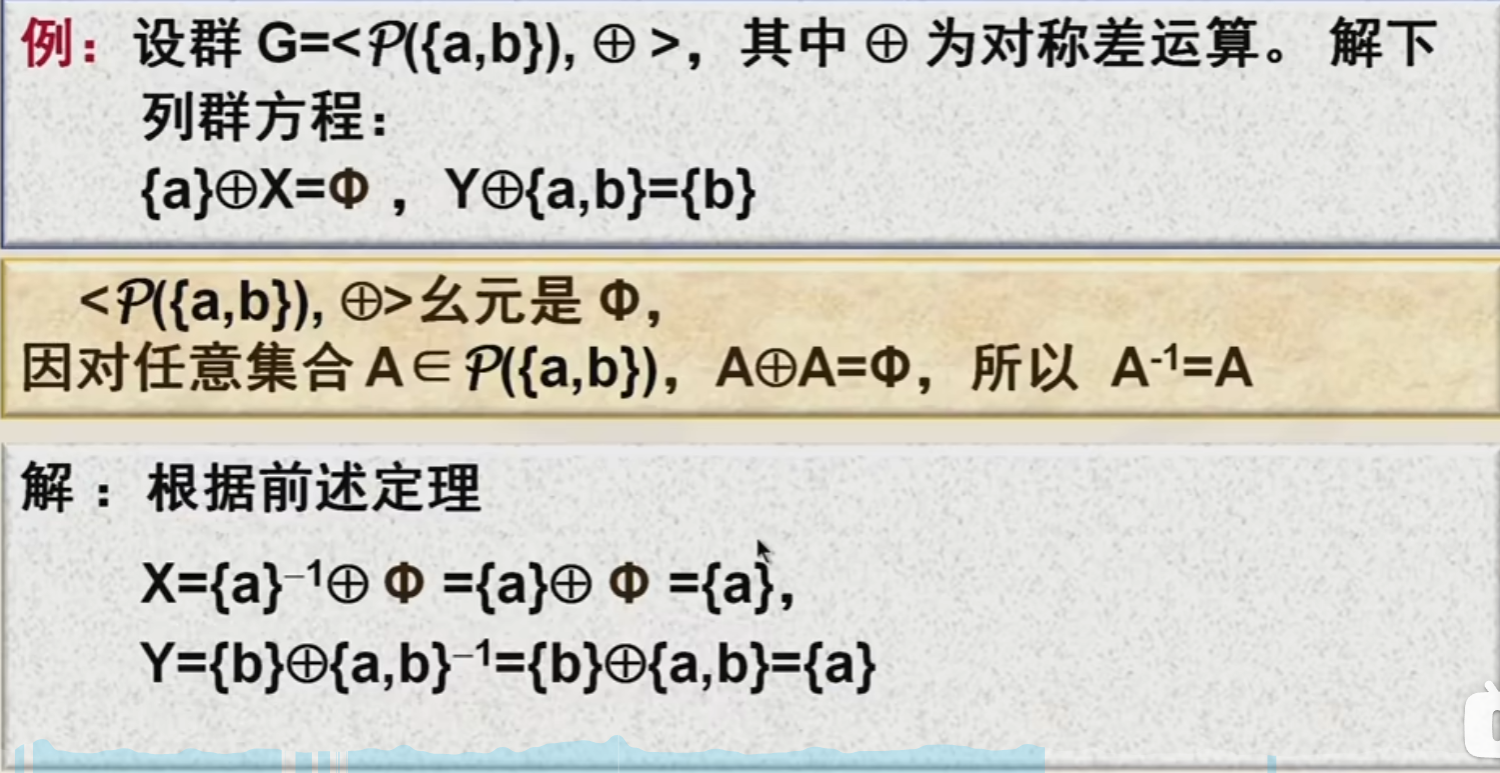 例：设群 G=<𝒫({a,b}), ⊕ >，其中 ⊕ 为对称差运算。 解下
列群方程：
{a}⊕X=Φ ，Y⊕{a,b}={b}
<𝒫({a,b}), ⊕>幺元是 Φ，
因对任意集合 A∈𝒫({a,b})，A⊕A=Φ，所以 A⁻¹=A
解 ：根据前述定理
X={a}⁻¹⊕ Φ ={a}⊕ Φ ={a}，
Y={b}⊕{a,b}⁻¹={b}⊕{a,b}={a}